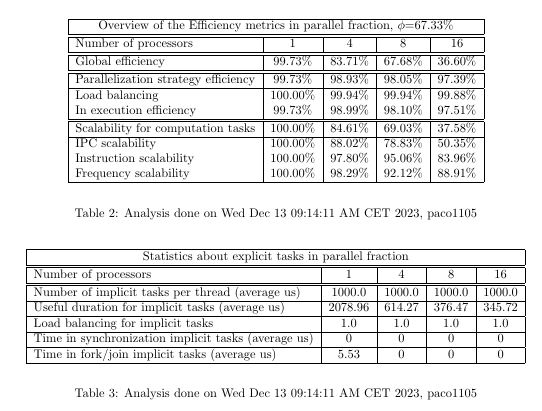 Overview of the Efficiency metrics in parallel fraction, ϕ=67.33%
Number of processors 1 4 8 16
Global efficiency 99.73% 83.71% 67.68% 36.60%
Parallelization strategy efficiency 99.73% 98.93% 98.05% 97.39%
Load balancing 100.00% 99.94% 99.94% 99.88%
In execution efficiency 99.73% 98.99% 98.10% 97.51%
Scalability for computation tasks 100.00% 84.61% 69.03% 37.58%
IPC scalability 100.00% 88.02% 78.83% 50.35%
Instruction scalability 100.00% 97.80% 95.06% 83.96%
Frequency scalability 100.00% 98.29% 92.12% 88.91%
Table 2: Analysis done on Wed Dec 13 09:14:11 AM CET 2023, paco1105
Statistics about explicit tasks in parallel fraction
Number of processors 1 4 8 16
Number of implicit tasks per thread (average us) 1000.0 1000.0 1000.0 1000.0
Useful duration for implicit tasks (average us) 2078.96 614.27 376.47 345.72
Load balancing for implicit tasks 1.0 1.0 1.0 1.0
Time in synchronization implicit tasks (average us) 0 0 0 0
Time in fork/join implicit tasks (average us) 5.53 0 0 0
Table 3: Analysis done on Wed Dec 13 09:14:11 AM CET 2023, paco1105